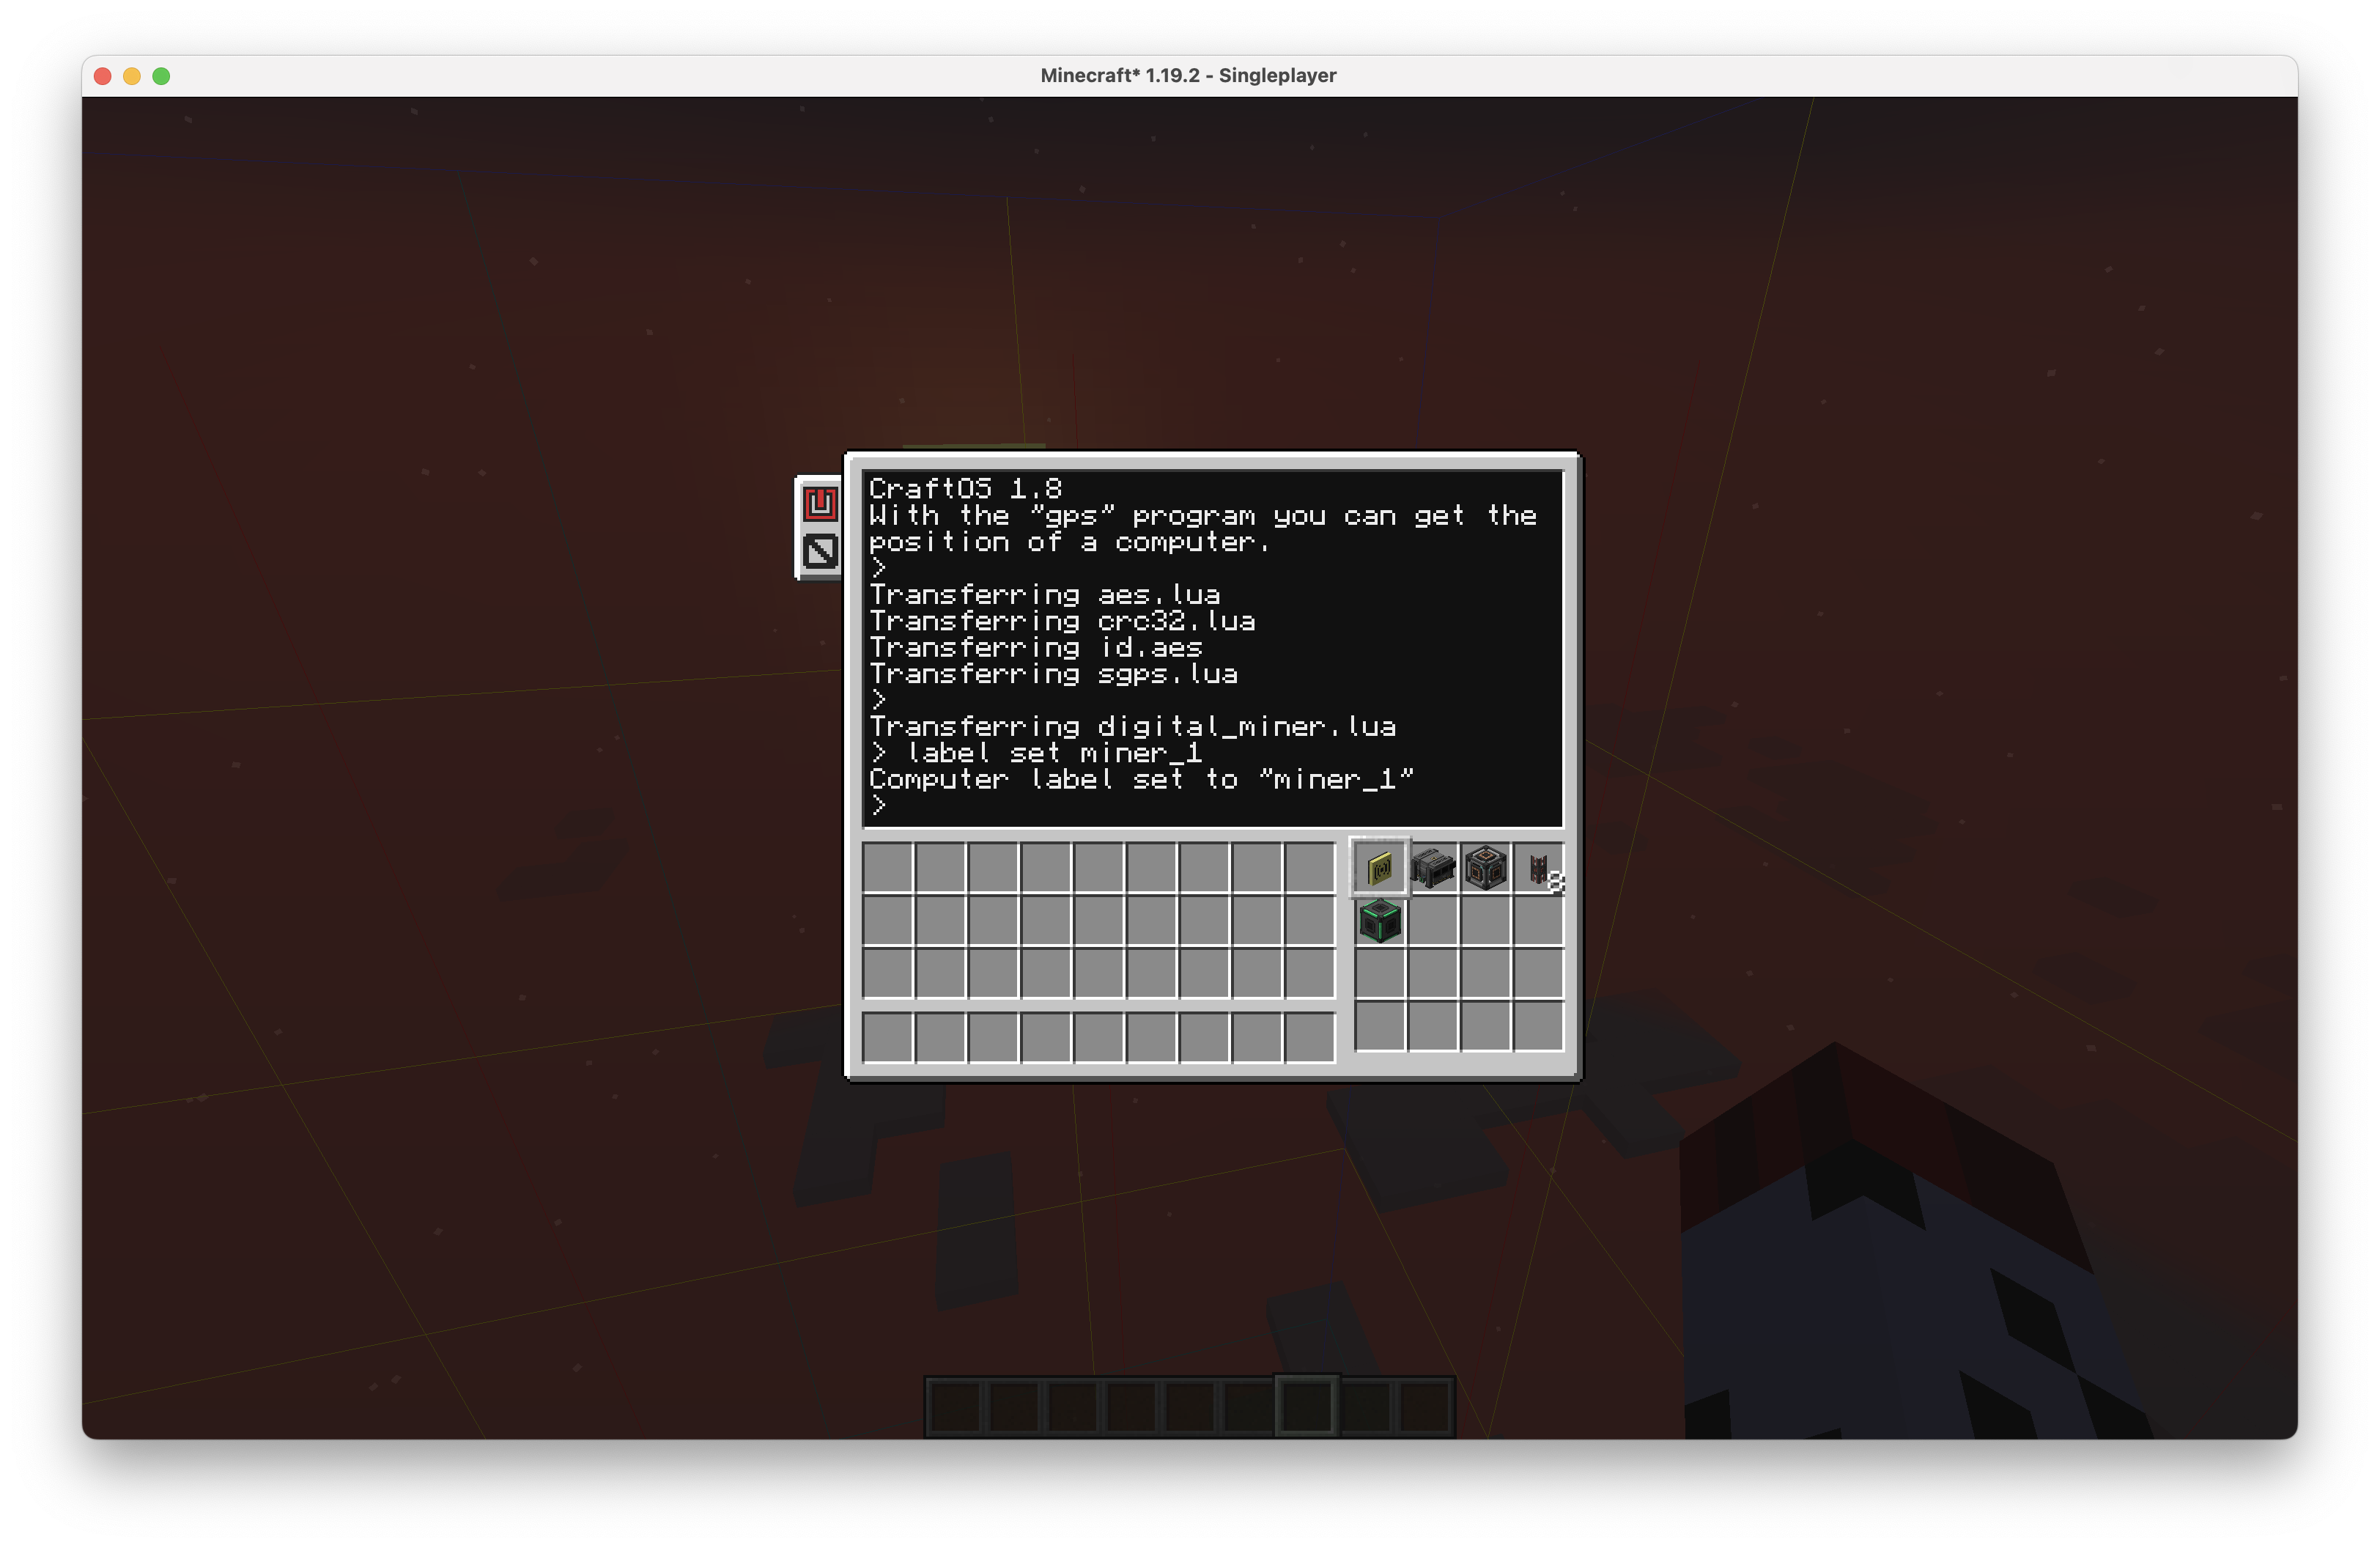 Minecraft* 1.19.2 - Singleplayer
CraftOS 1.8
With the "gps" program you can get the
position of a computer.
>
Transferring aes.lua
Transferring crc32.lua
Transferring id.aes
Transferring sgps.lua
>
Transferring digital_miner.lua
> label set miner_1
Computer label set to "miner_1"
>
8